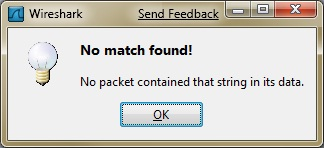 Wireshark
Send Feedback
No match found!
No packet contained that string in its data.
OK